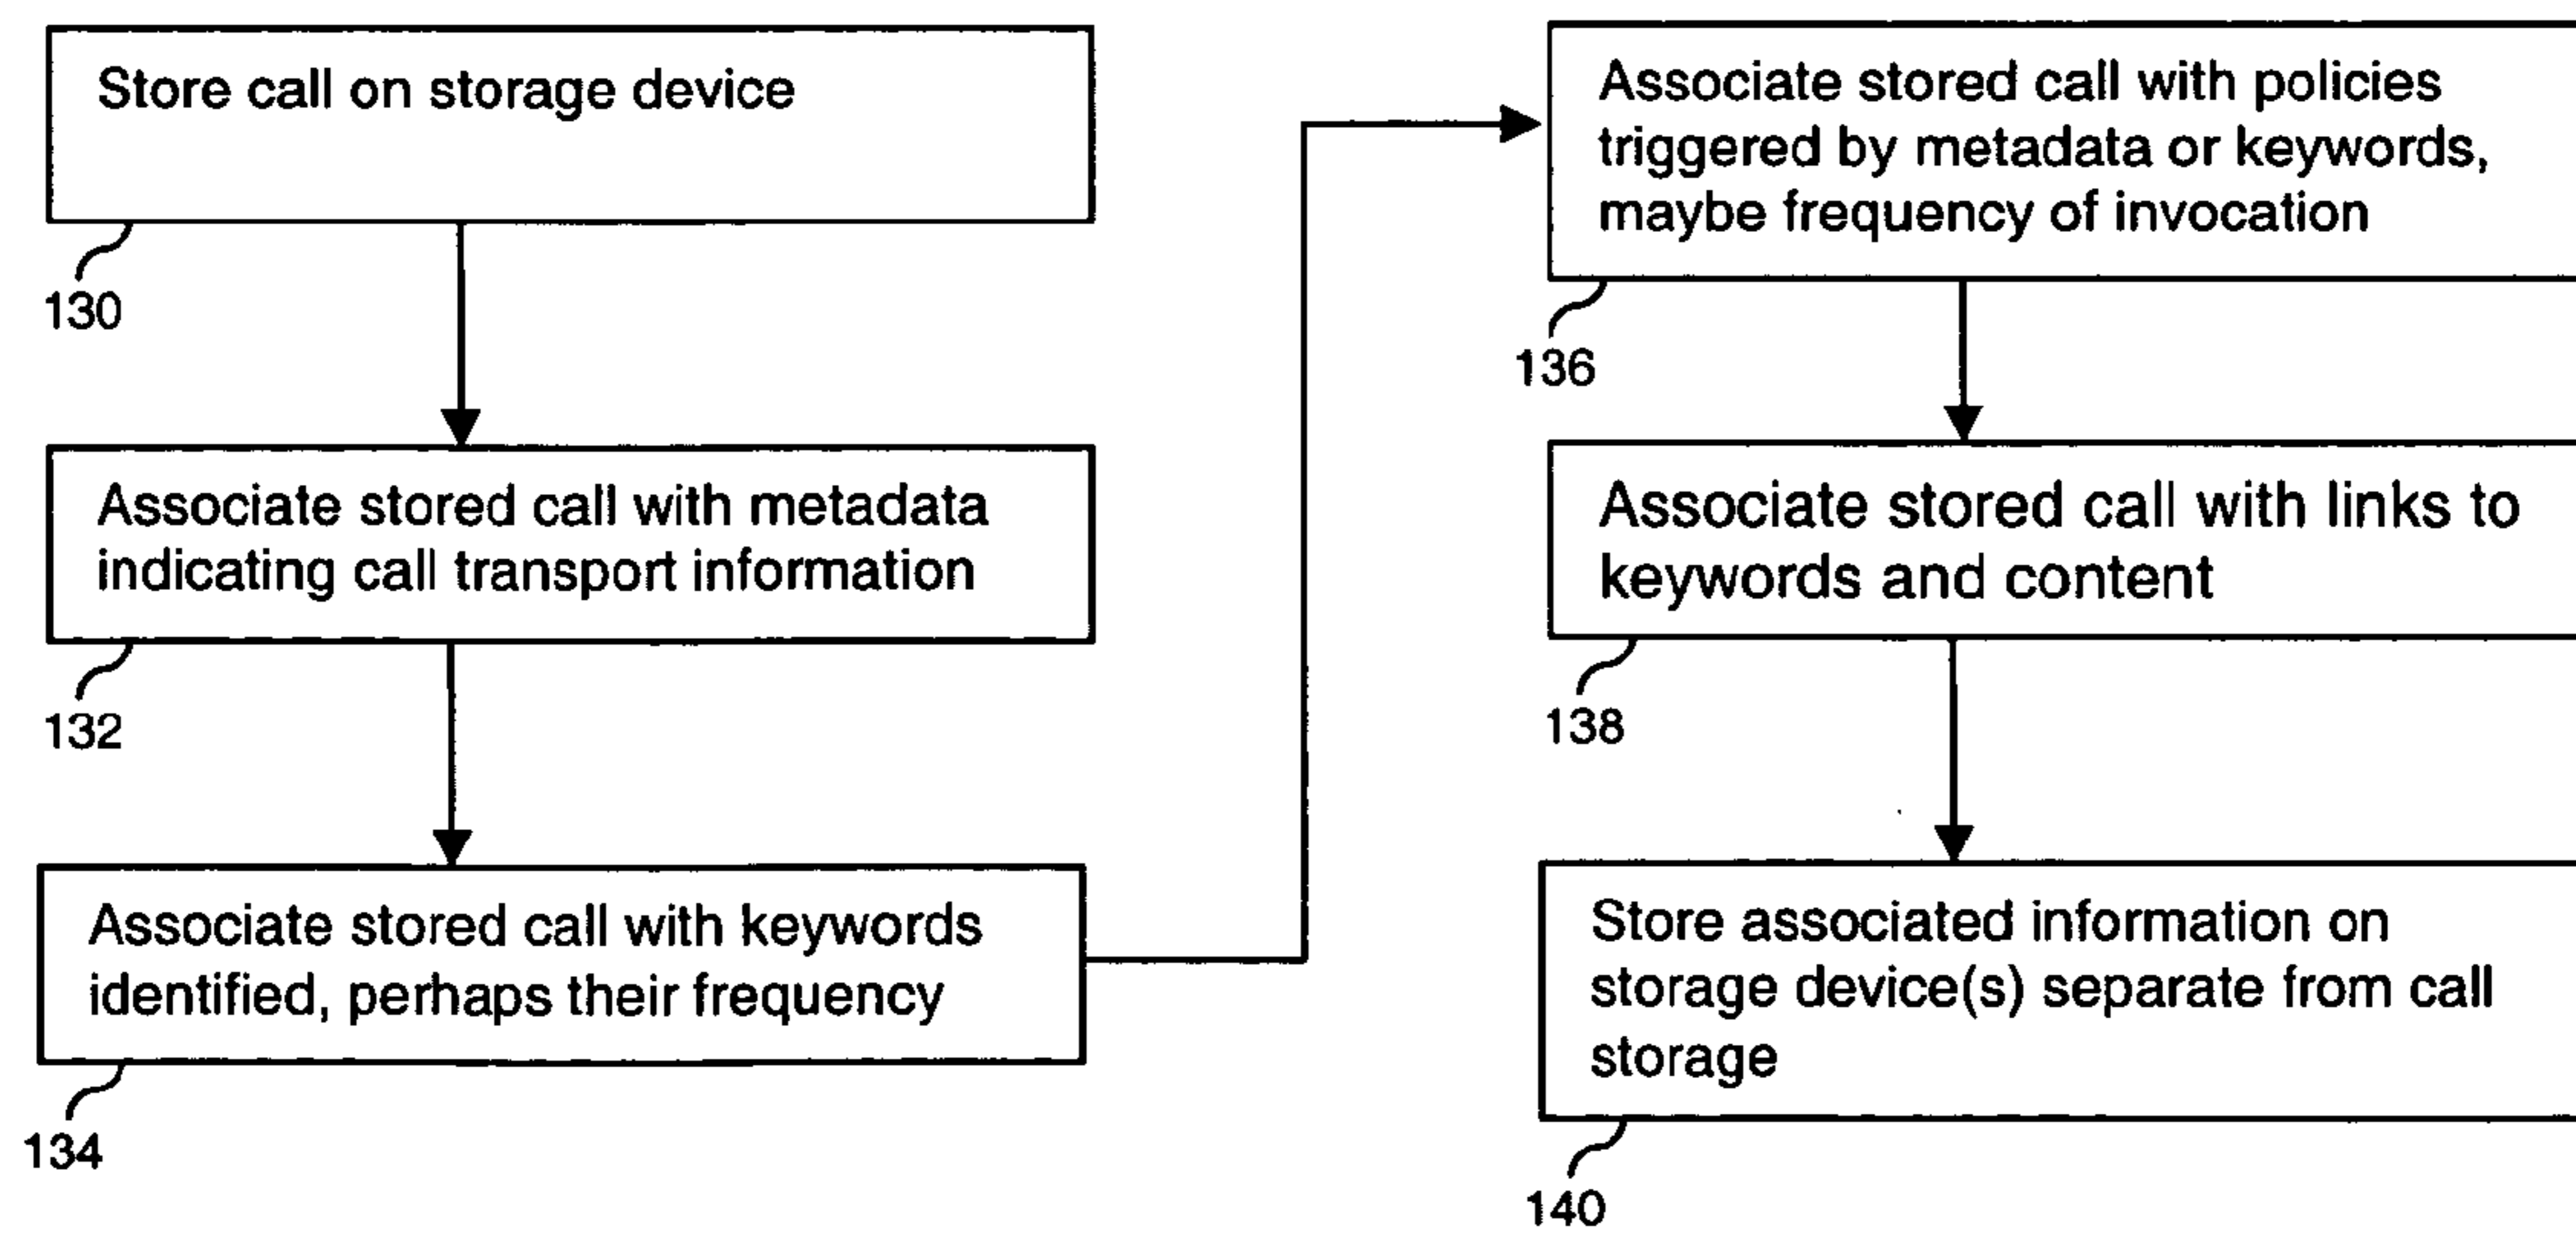 Store call on storage device
130
Associate stored call with metadata
indicating call transport information
132
Associate stored call with keywords
identified, perhaps their frequency
134
Associate stored call with policies
triggered by metadata or keywords,
maybe frequency of invocation
136
Associate stored call with links to
keywords and content
138
Store associated information on
storage device(s) separate from call
storage
140